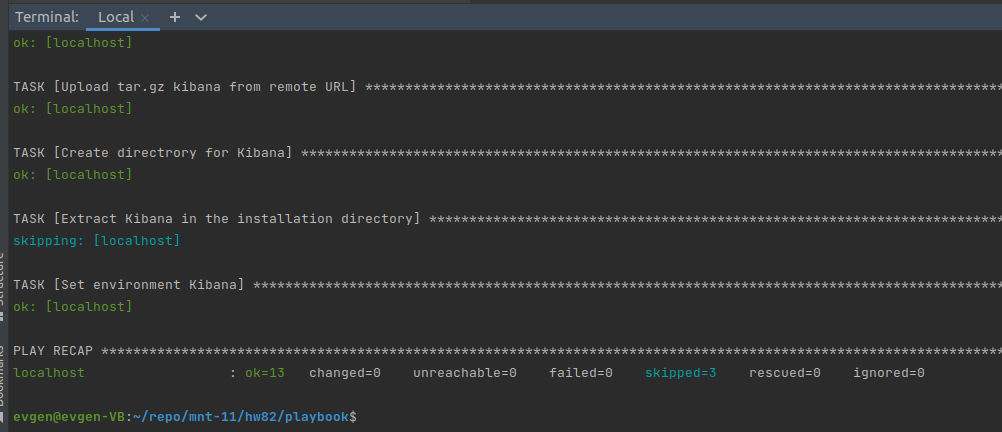 Terminal: Local × + ⌄
ok: [localhost]
TASK [Upload tar.gz kibana from remote URL] ********************************************************************************
ok: [localhost]
TASK [Create directrory for Kibana] ****************************************************************************************
ok: [localhost]
TASK [Extract Kibana in the installation directory] ************************************************************************
skipping: [localhost]
TASK [Set environment Kibana] **********************************************************************************************
ok: [localhost]
PLAY RECAP *****************************************************************************************************************
localhost : ok=13 changed=0 unreachable=0 failed=0 skipped=3 rescued=0 ignored=0
evgen@evgen-VB:~/repo/mnt-11/hw82/playbook$